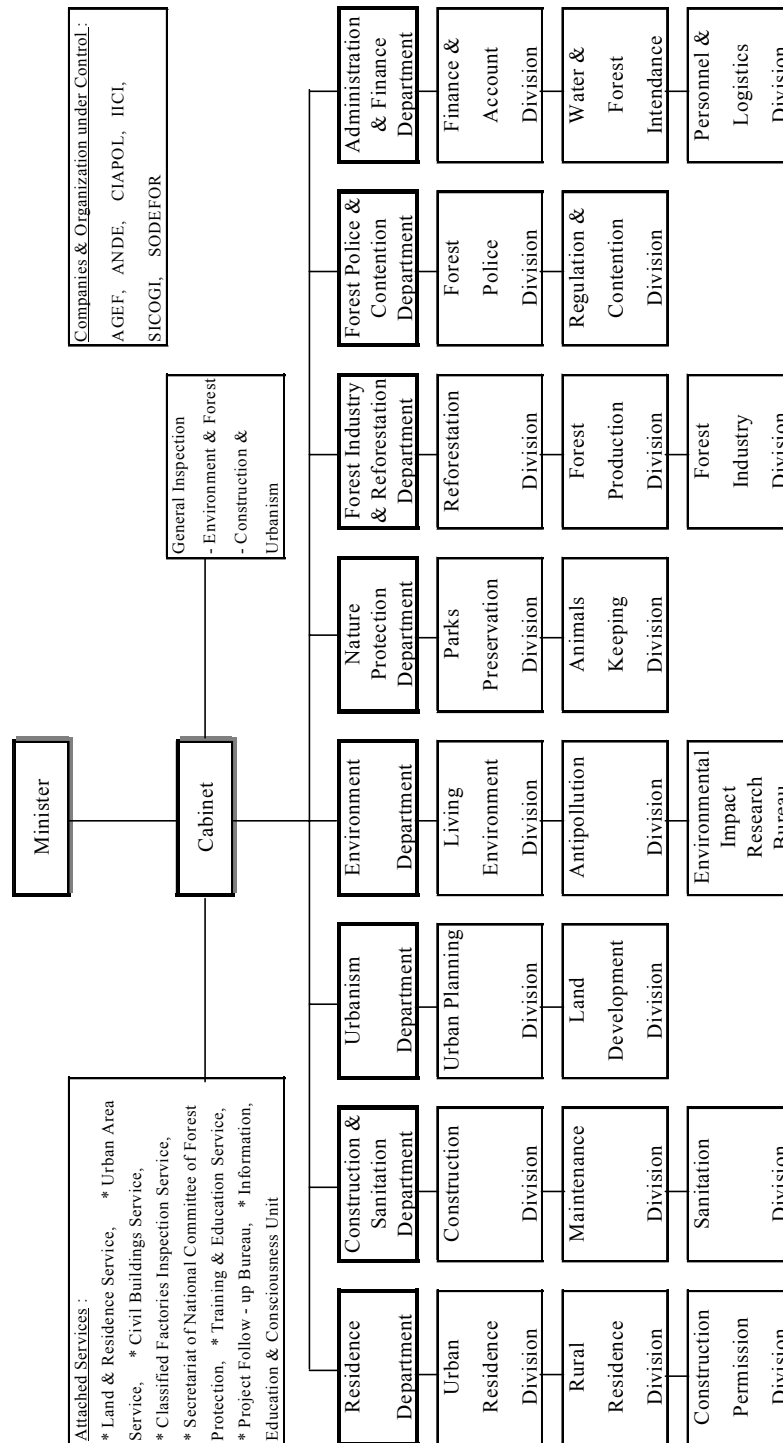 Minister
Cabinet
Companies & Organization under Control :
AGEF, ANDE, CIAPOL, IICI,
SICOGI, SODEFOR
General Inspection
- Environment & Forest
- Construction &
Urbanism
Attached Services :
* Land & Residence Service, * Urban Area
Service, * Civil Buildings Service,
* Classified Factories Inspection Service,
* Secretariat of National Committee of Forest
Protection, * Training & Education Service,
* Project Follow - up Bureau, * Information,
Education & Consciousness Unit
Residence
Department
Urban
Residence
Division
Rural
Residence
Division
Construction
Permission
Division
Construction &
Sanitation
Department
Construction
Division
Maintenance
Division
Sanitation
Division
Urbanism
Department
Urban Planning
Division
Land
Development
Division
Environment
Department
Living
Environment
Division
Antipollution
Division
Environmental
Impact
Research
Bureau
Nature
Protection
Department
Parks
Preservation
Division
Animals
Keeping
Division
Forest Industry
& Reforestation
Department
Reforestation
Division
Forest
Production
Division
Forest
Industry
Division
Forest Police &
Contention
Department
Forest
Police
Division
Regulation &
Contention
Division
Administration
& Finance
Department
Finance &
Account
Division
Water &
Forest
Intendance
Personnel &
Logistics
Division